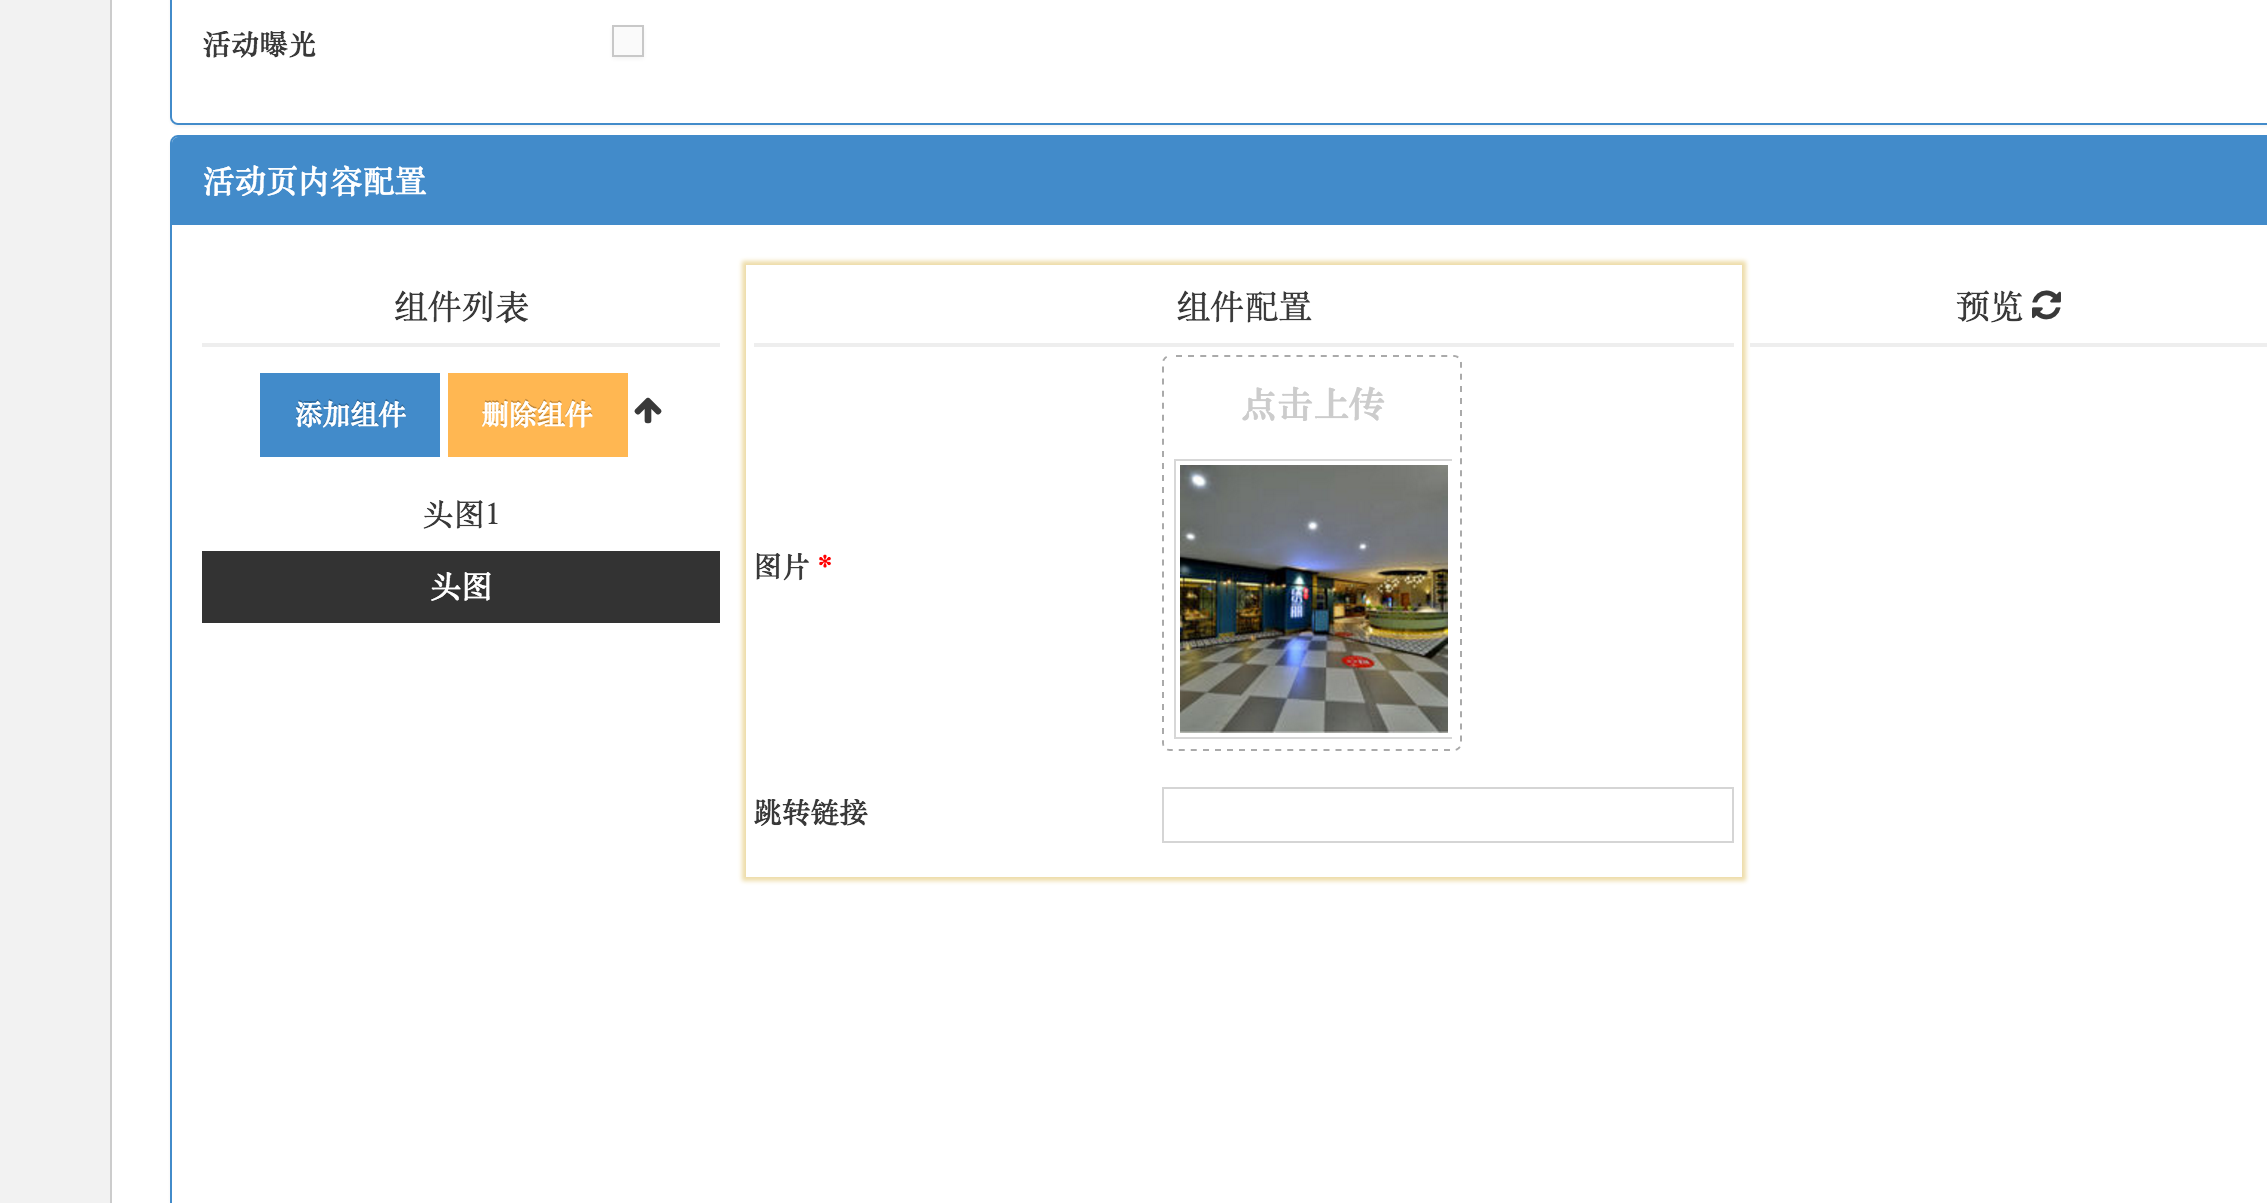 活动曝光
活动页内容配置
组件列表
组件配置
预览
添加组件
删除组件
点击上传
头图1
头图
图片 *
跳转链接